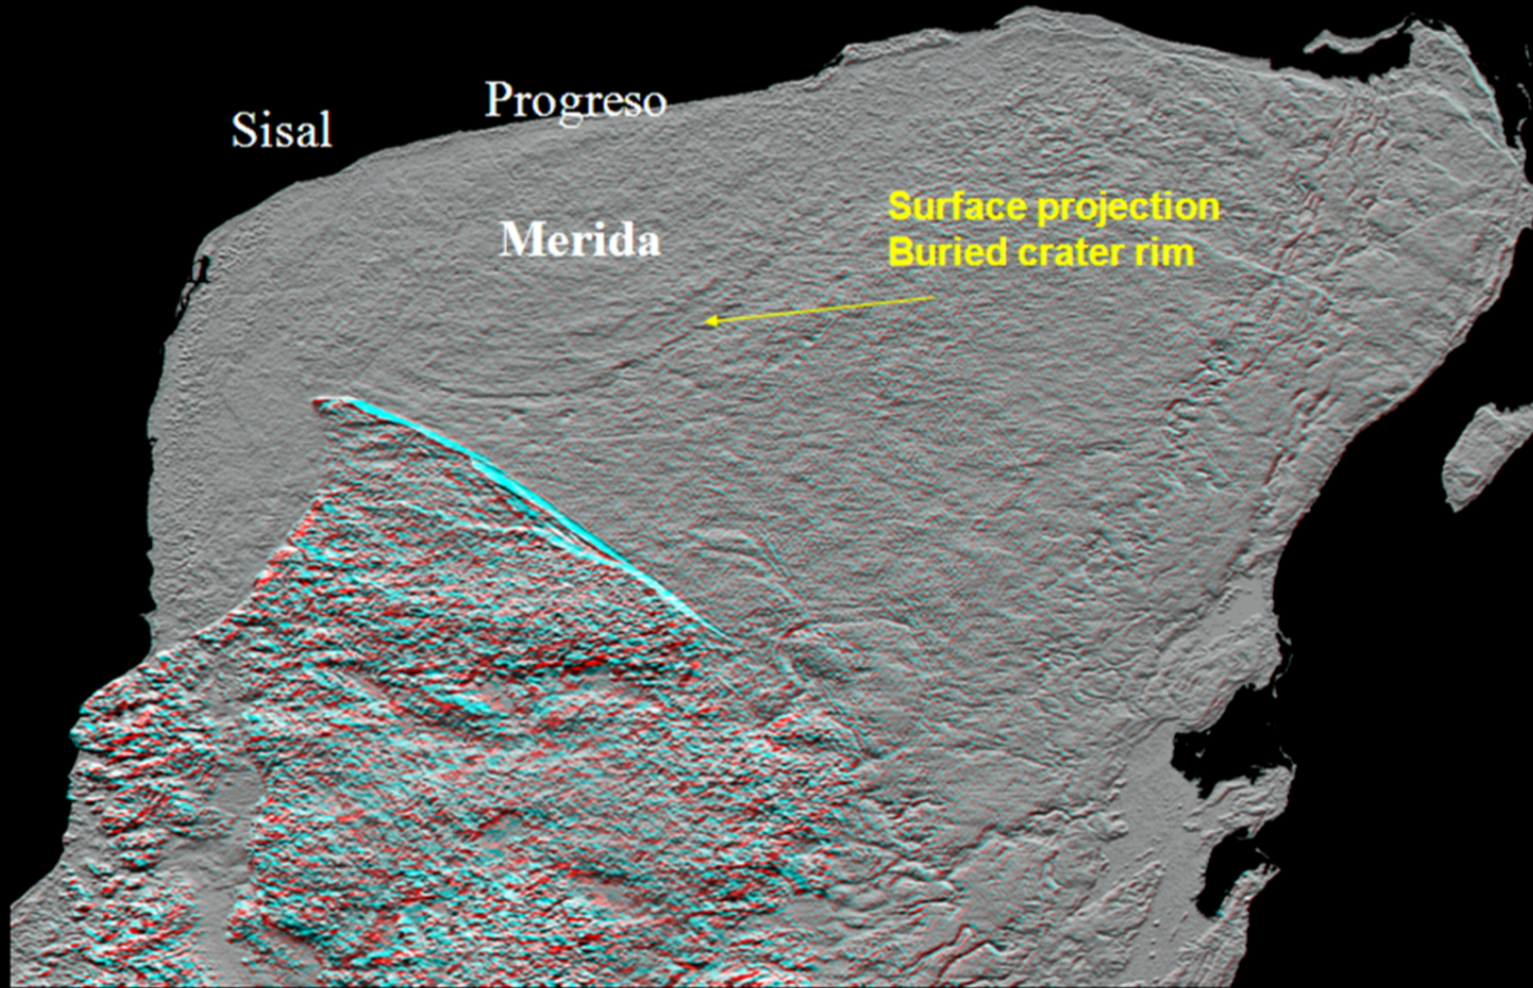 Progreso
Sisal
Surface projection
Buried crater rim
Merida